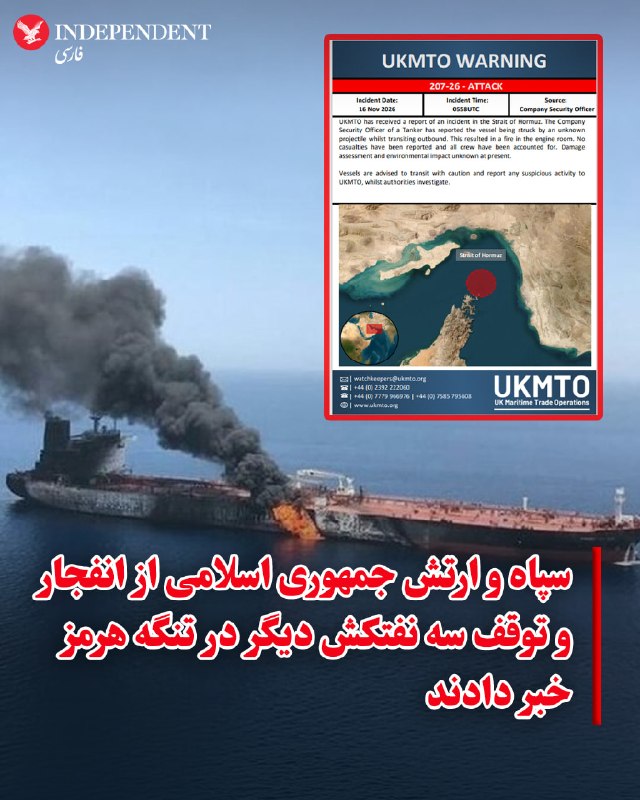 INDEPENDENT
فارسی
UKMTO WARNING
207-26 - ATTACK
Incident Date:
16 Nov 2026
Incident Time:
0558UTC
Source:
Company Security Officer
UKMTO has received a report of an incident in the Strait of Hormuz. The Company
Security Officer of a Tanker has reported the vessel being struck by an unknown
projectile whilst transiting outbound. This resulted in a fire in the engine room. No
casualties have been reported and all crew have been accounted for. Damage
assessment and environmental impact unknown at present.
Vessels are advised to transit with caution and report any suspicious activity to
UKMTO, whilst authorities investigate.
Strait of Hormuz
watchkeepers@ukmto.org
+44 (0) 2392 222060
+44 (0) 7779 966976 | +44 (0) 7585 795608
www.ukmto.org
UKMTO
UK Maritime Trade Operations
سپاه و ارتش جمهوری اسلامی از انفجار
و توقف سه نفتکش دیگر در تنگه هرمز
خبر دادند